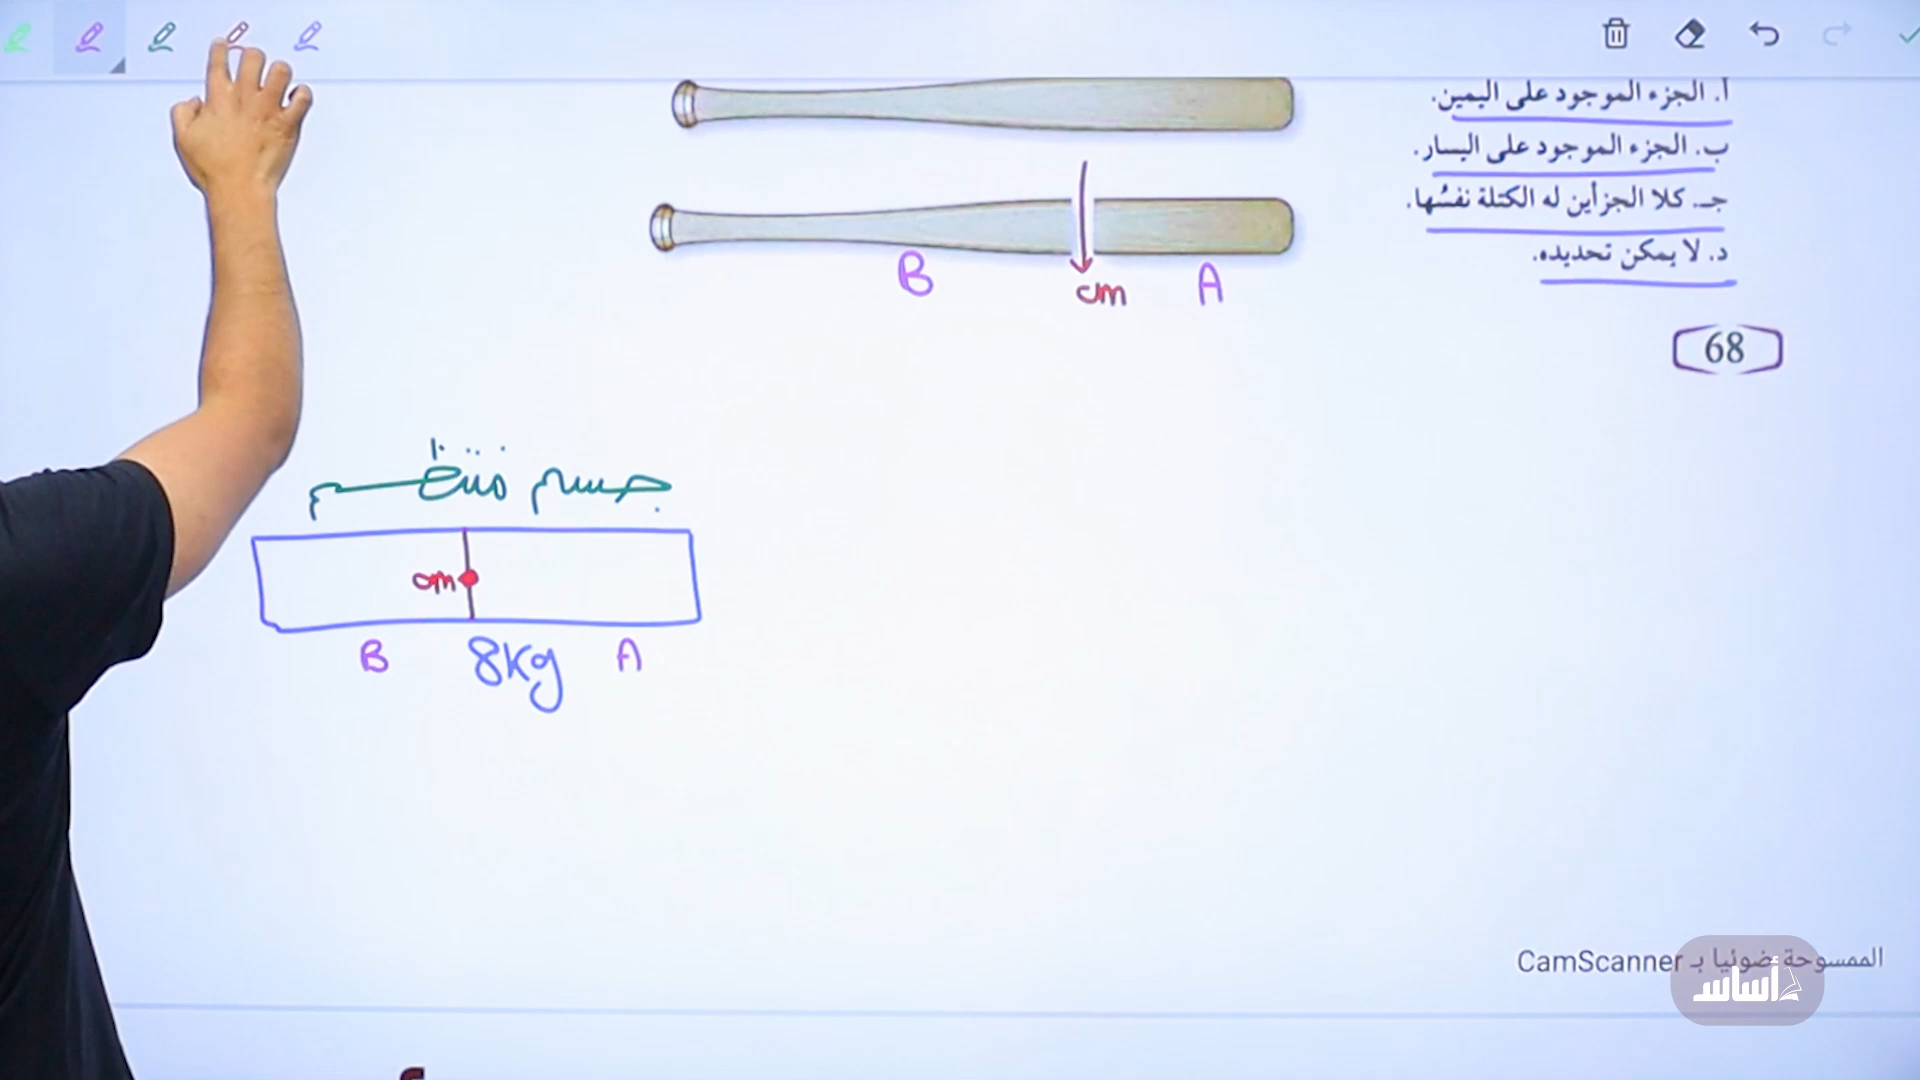 أ. الجزء الموجود على اليمين.
ب. الجزء الموجود على اليسار.
جـ. كلا الجزأين له الكتلة نفسُها.
د. لا يمكن تحديده.
B
cm
A
68
جسم منتظم
cm
B
8kg
A
الممسوحة ضوئيا بـ CamScanner
أساس